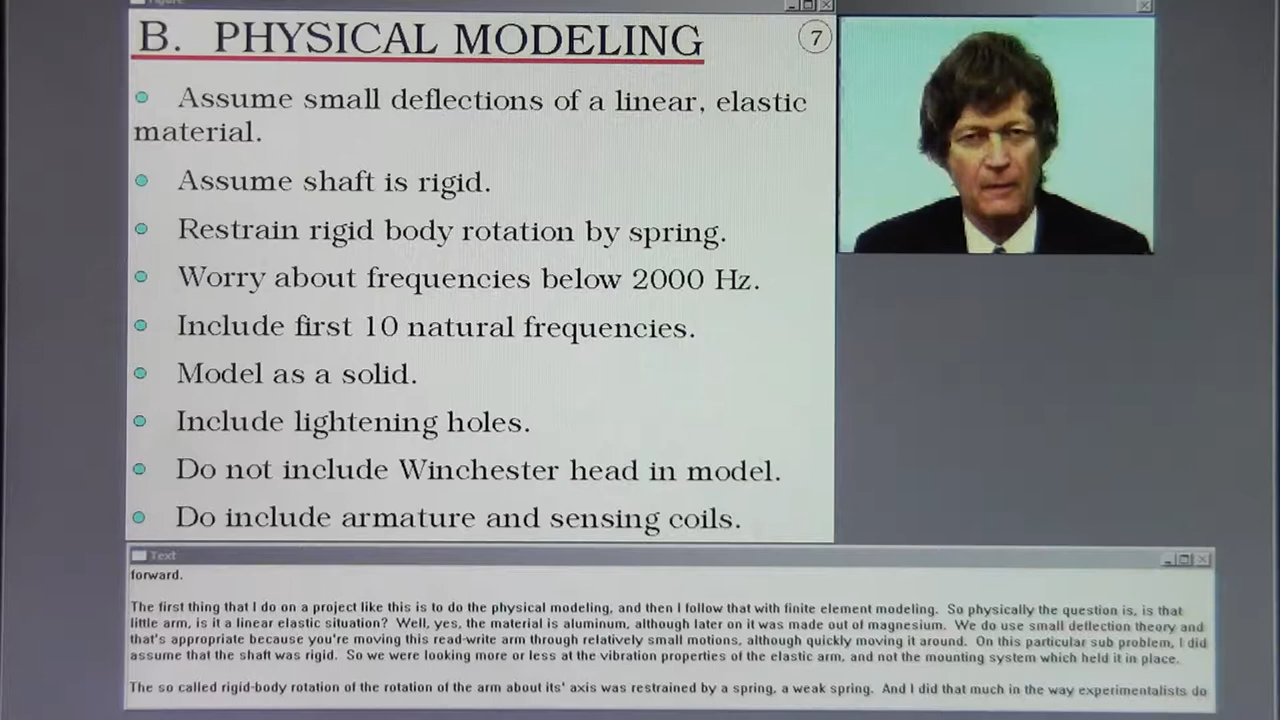 Figure
B. PHYSICAL MODELING
7
Assume small deflections of a linear, elastic
material.
Assume shaft is rigid.
Restrain rigid body rotation by spring.
Worry about frequencies below 2000 Hz.
Include first 10 natural frequencies.
Model as a solid.
Include lightening holes.
Do not include Winchester head in model.
Do include armature and sensing coils.
Text
forward.
The first thing that I do on a project like this is to do the physical modeling, and then I follow that with finite element modeling.  So physically the question is, is that
little arm, is it a linear elastic situation?  Well, yes, the material is aluminum, although later on it was made out of magnesium.  We do use small deflection theory and
that's appropriate because you're moving this read-write arm through relatively small motions, although quickly moving it around.  On this particular sub problem, I did
assume that the shaft was rigid.  So we were looking more or less at the vibration properties of the elastic arm, and not the mounting system which held it in place.
The so called rigid-body rotation of the rotation of the arm about its' axis was restrained by a spring, a weak spring.  And I did that much in the way experimentalists do